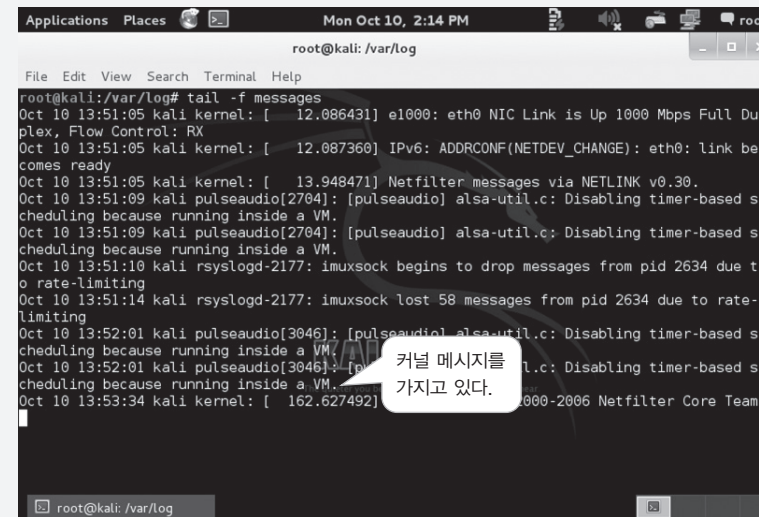 Applications Places Mon Oct 10, 2:14 PM roo
root@kali: /var/log
File Edit View Search Terminal Help
root@kali:/var/log# tail -f messages
Oct 10 13:51:05 kali kernel: [   12.086431] e1000: eth0 NIC Link is Up 1000 Mbps Full Du
plex, Flow Control: RX
Oct 10 13:51:05 kali kernel: [   12.087360] IPv6: ADDRCONF(NETDEV_CHANGE): eth0: link be
comes ready
Oct 10 13:51:05 kali kernel: [   13.948471] Netfilter messages via NETLINK v0.30.
Oct 10 13:51:09 kali pulseaudio[2704]: [pulseaudio] alsa-util.c: Disabling timer-based s
cheduling because running inside a VM.
Oct 10 13:51:09 kali pulseaudio[2704]: [pulseaudio] alsa-util.c: Disabling timer-based s
cheduling because running inside a VM.
Oct 10 13:51:10 kali rsyslogd-2177: imuxsock begins to drop messages from pid 2634 due t
o rate-limiting
Oct 10 13:51:14 kali rsyslogd-2177: imuxsock lost 58 messages from pid 2634 due to rate-
limiting
Oct 10 13:52:01 kali pulseaudio[3046]: [pulseaudio] alsa-util.c: Disabling timer-based s
cheduling because running inside a VM.
Oct 10 13:52:01 kali pulseaudio[3046]: [p l.c: Disabling timer-based s
cheduling because running inside a VM.
Oct 10 13:53:34 kali kernel: [  162.627492] 2000-2006 Netfilter Core Team
커널 메시지를
가지고 있다.
root@kali: /var/log